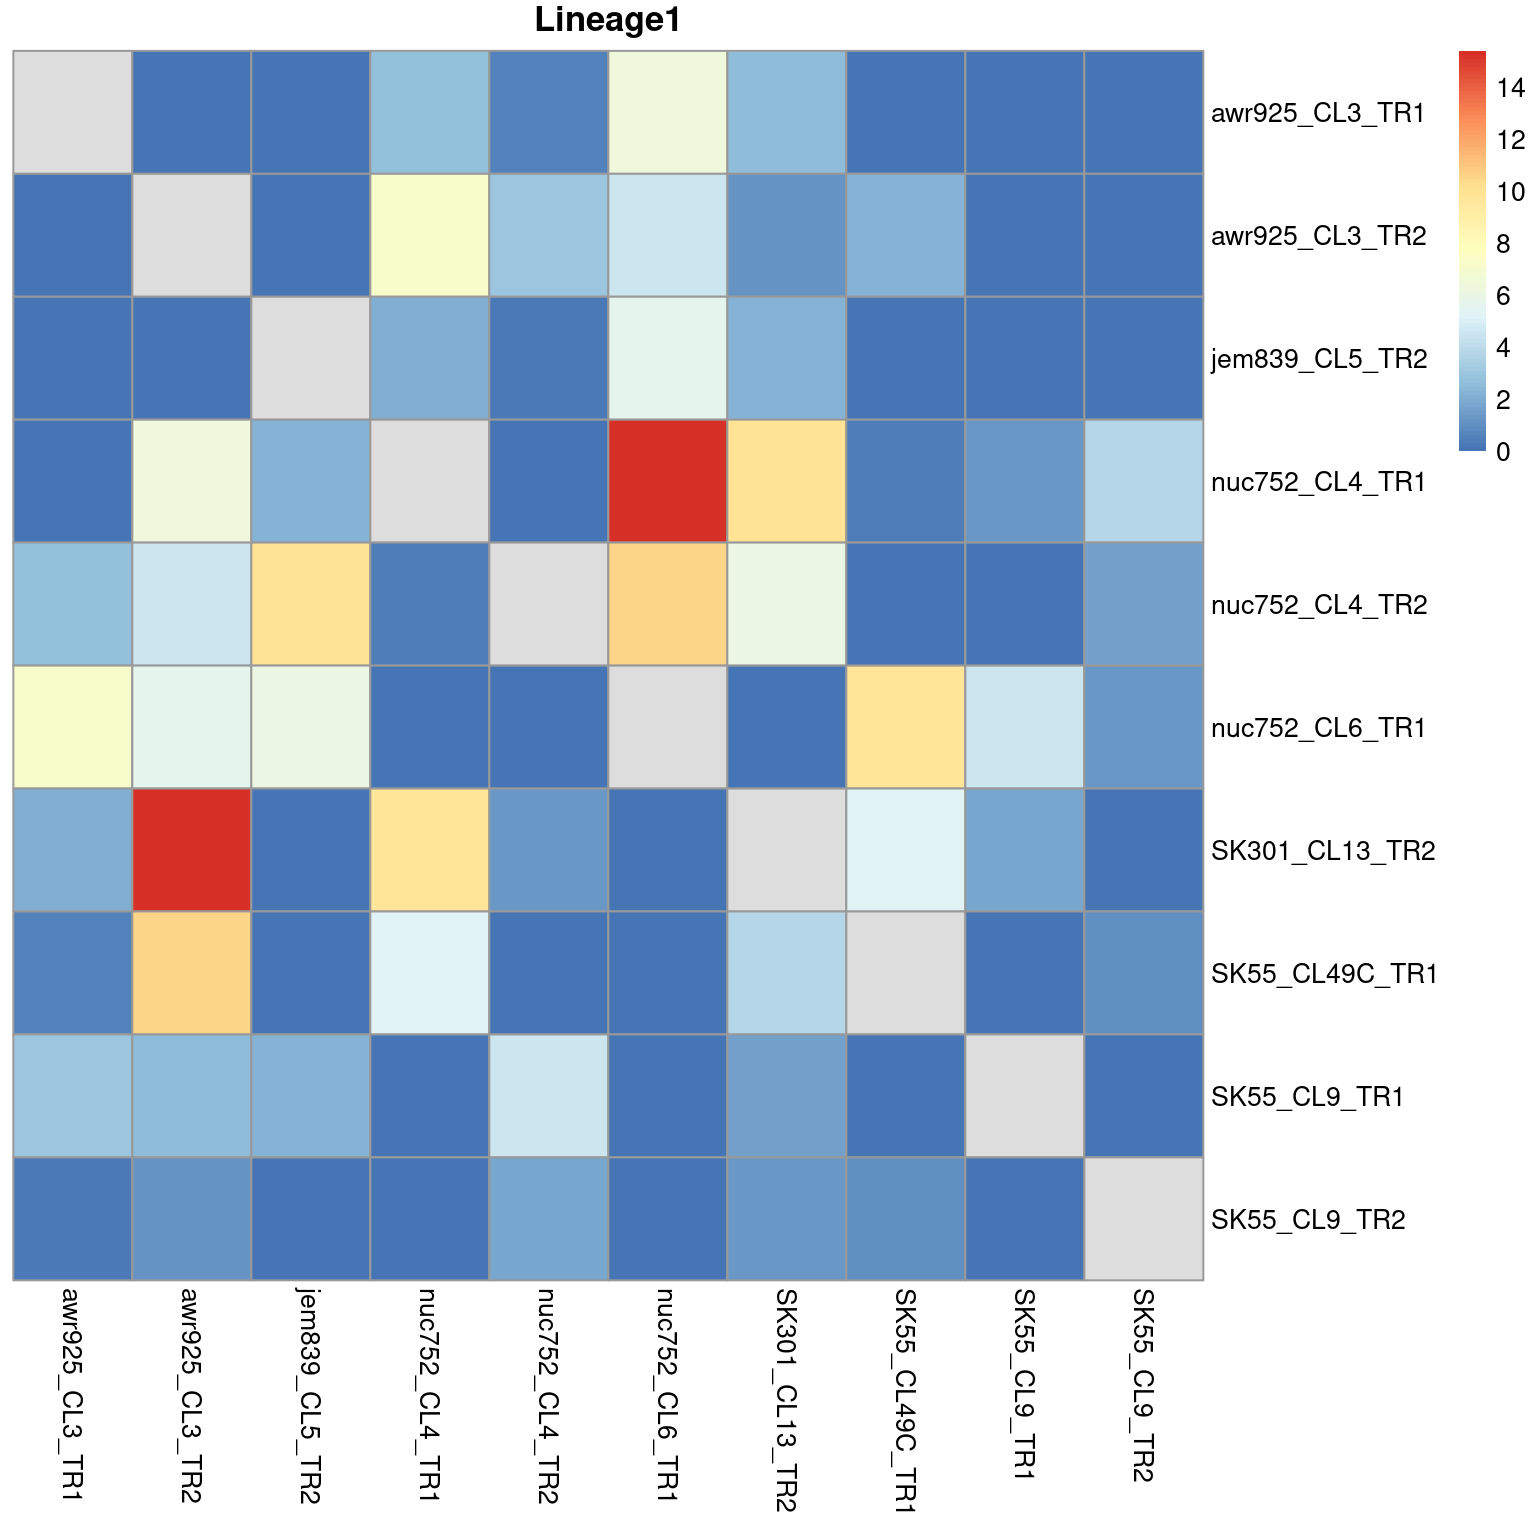 Lineage1
awr925_CL3_TR1
awr925_CL3_TR2
jem839_CL5_TR2
nuc752_CL4_TR1
nuc752_CL4_TR2
nuc752_CL6_TR1
SK301_CL13_TR2
SK55_CL49C_TR1
SK55_CL9_TR1
SK55_CL9_TR2
14
12
10
8
6
4
2
0
awr925_CL3_TR1
awr925_CL3_TR2
jem839_CL5_TR2
nuc752_CL4_TR1
nuc752_CL4_TR2
nuc752_CL6_TR1
SK301_CL13_TR2
SK55_CL49C_TR1
SK55_CL9_TR1
SK55_CL9_TR2